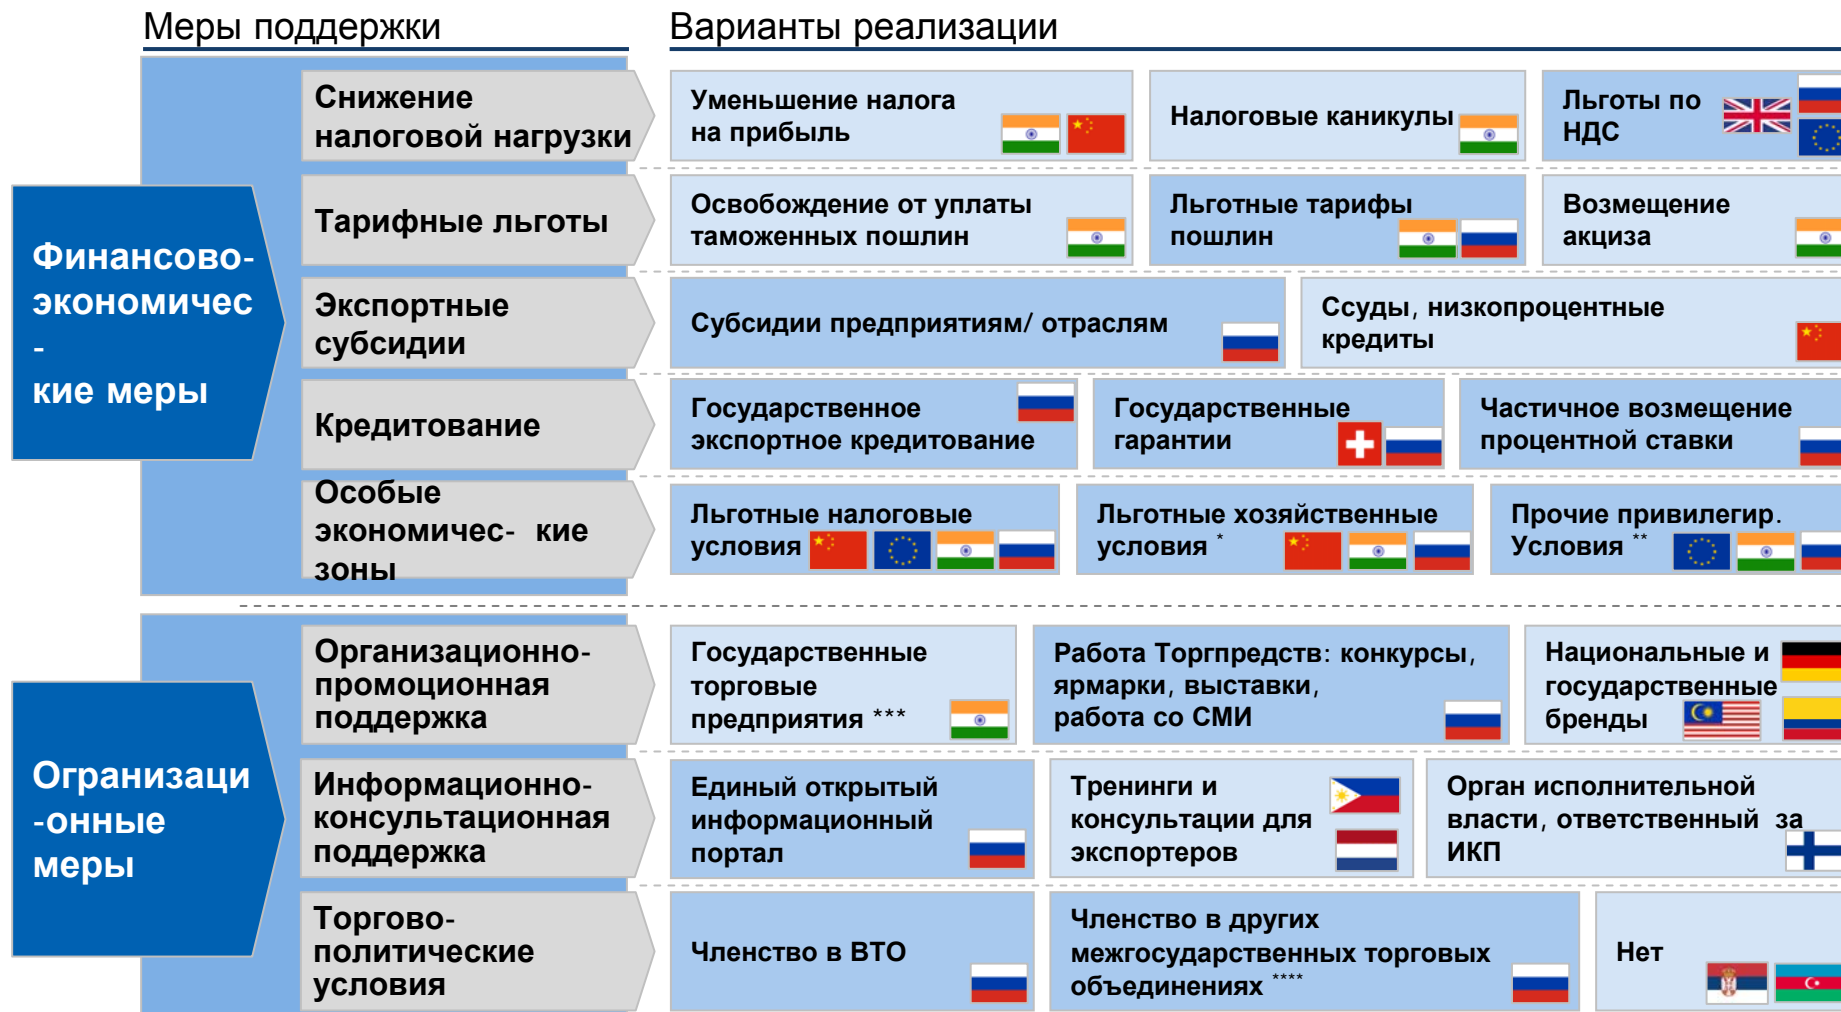 Меры поддержки
Варианты реализации
Финансово-
экономичес
-
кие меры
Снижение
налоговой нагрузки
Уменьшение налога
на прибыль
Налоговые каникулы
Льготы по
НДС
Тарифные льготы
Освобождение от уплаты
таможенных пошлин
Льготные тарифы
пошлин
Возмещение
акциза
Экспортные
субсидии
Субсидии предприятиям/ отраслям
Ссуды, низкопроцентные
кредиты
Кредитование
Государственное
экспортное кредитование
Государственные
гарантии
Частичное возмещение
процентной ставки
Особые
экономичес- кие
зоны
Льготные налоговые
условия
Льготные хозяйственные
условия *
Прочие привилегир.
Условия **
Огранизаци
-онные
меры
Организационно-
промоционная
поддержка
Государственные
торговые
предприятия ***
Работа Торгпредств: конкурсы,
ярмарки, выставки,
работа со СМИ
Национальные и
государственные
бренды
Информационно-
консультационная
поддержка
Единый открытый
информационный
портал
Тренинги и
консультации для
экспортеров
Орган исполнительной
власти, ответственный за
ИКП
Торгово-
политические
условия
Членство в ВТО
Членство в других
межгосударственных торговых
объединениях ****
Нет